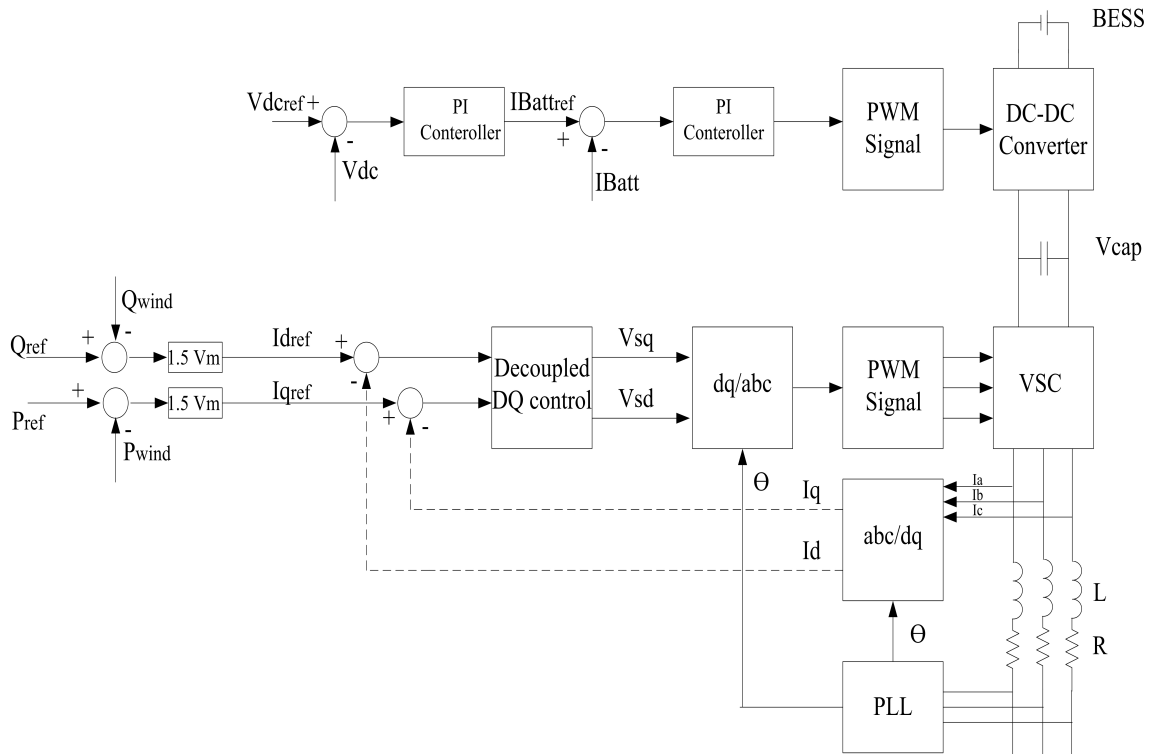 BESS
Vdcref +
-
Vdc
PI
Conteroller
IBattref
+
-
IBatt
PI
Conteroller
PWM
Signal
DC-DC
Converter
Vcap
Qwind
+
-
Qref
1.5 Vm
Idref
+
-
Pref
+
-
Pwind
1.5 Vm
Iqref
+
-
Decoupled
DQ control
Vsq
Vsd
dq/abc
PWM
Signal
VSC
Ө
Iq
Id
Ia
Ib
Ic
abc/dq
L
R
Ө
PLL